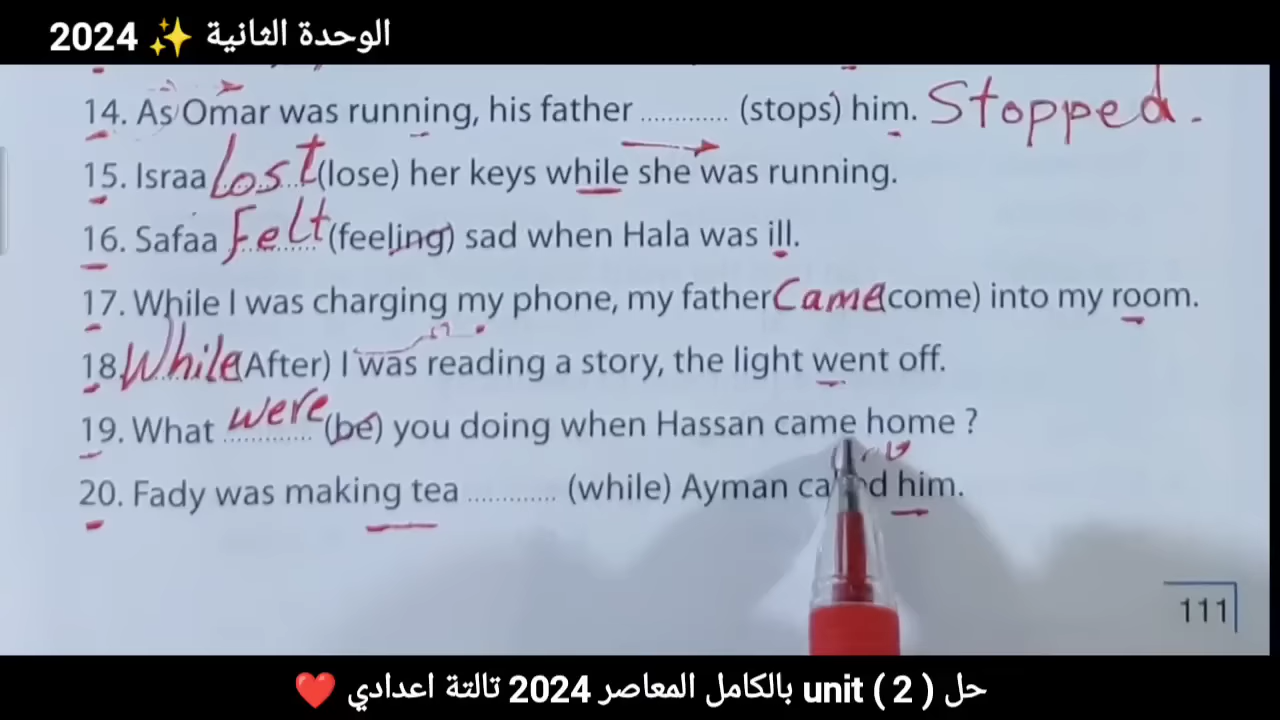 الوحدة الثانية ✨ 2024
14. As Omar was running, his father ............ (stops) him. Stopped.
15. Israa Lost (lose) her keys while she was running.
16. Safaa Felt (feeling) sad when Hala was ill.
17. While I was charging my phone, my father Came (come) into my room.
18. While (After) I was reading a story, the light went off.
19. What were (be) you doing when Hassan came home ?
20. Fady was making tea ............ (while) Ayman him.
111
حل unit ( 2 ) بالكامل المعاصر 2024 تالتة اعدادي ❤️